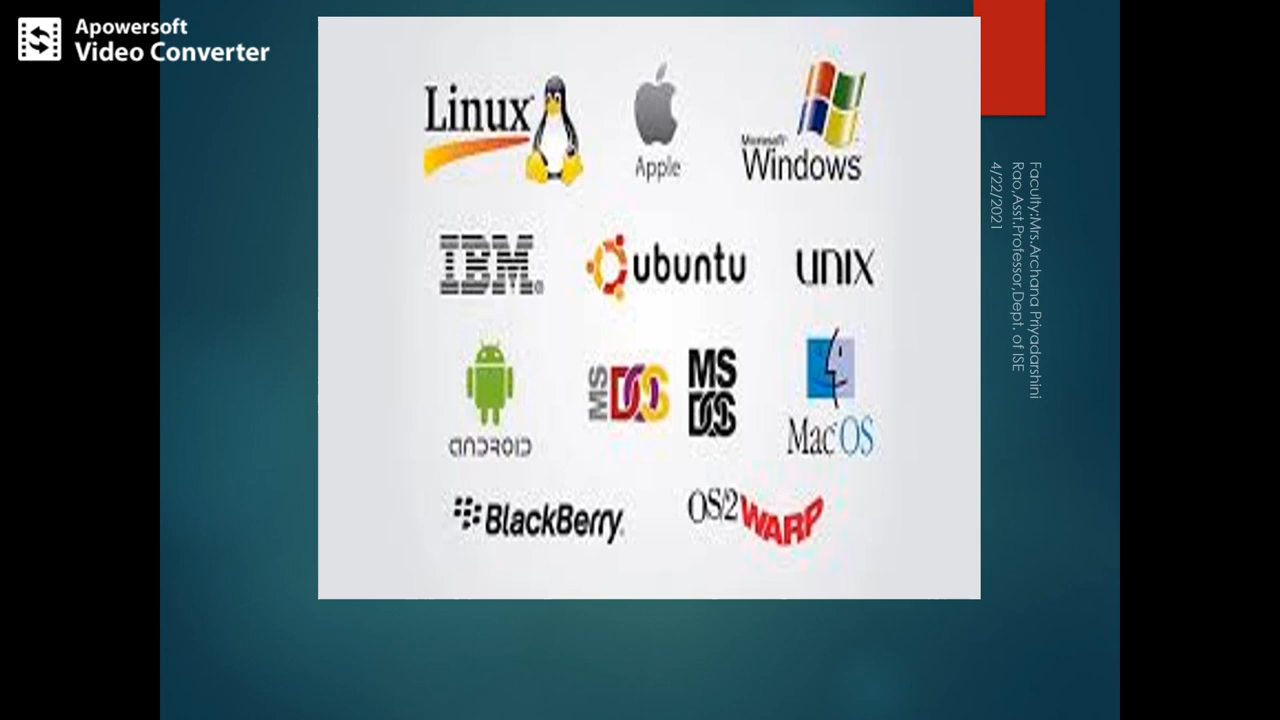 Apowersoft
Video Converter
Linux
Apple
Microsoft
Windows
IBM
ubuntu
UNIX
ANDROID
MS DOS
MS
DOS
Mac OS
BlackBerry
OS/2 WARP
Faculty:Mrs.Archana Priyadarshini
Rao,Asst.Professor,Dept. of ISE
4/22/2021